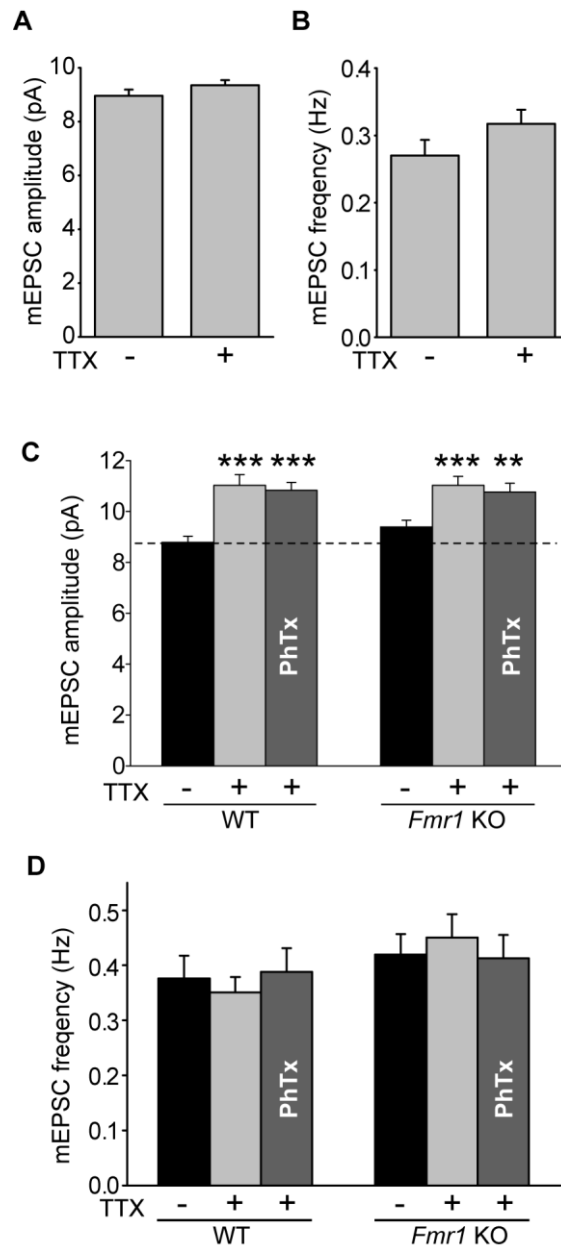 A
mEPSC amplitude (pA)
10
8
6
4
2
0
TTX - +
B
mEPSC freqency (Hz)
0.4
0.3
0.2
0.1
0.0
TTX - +
C
mEPSC amplitude (pA)
12
10
8
6
4
2
0
*** *** *** **
PhTx PhTx
TTX - + + - + +
WT Fmr1 KO
D
mEPSC freqency (Hz)
0.5
0.4
0.3
0.2
0.1
0.0
PhTx PhTx
TTX - + + - + +
WT Fmr1 KO